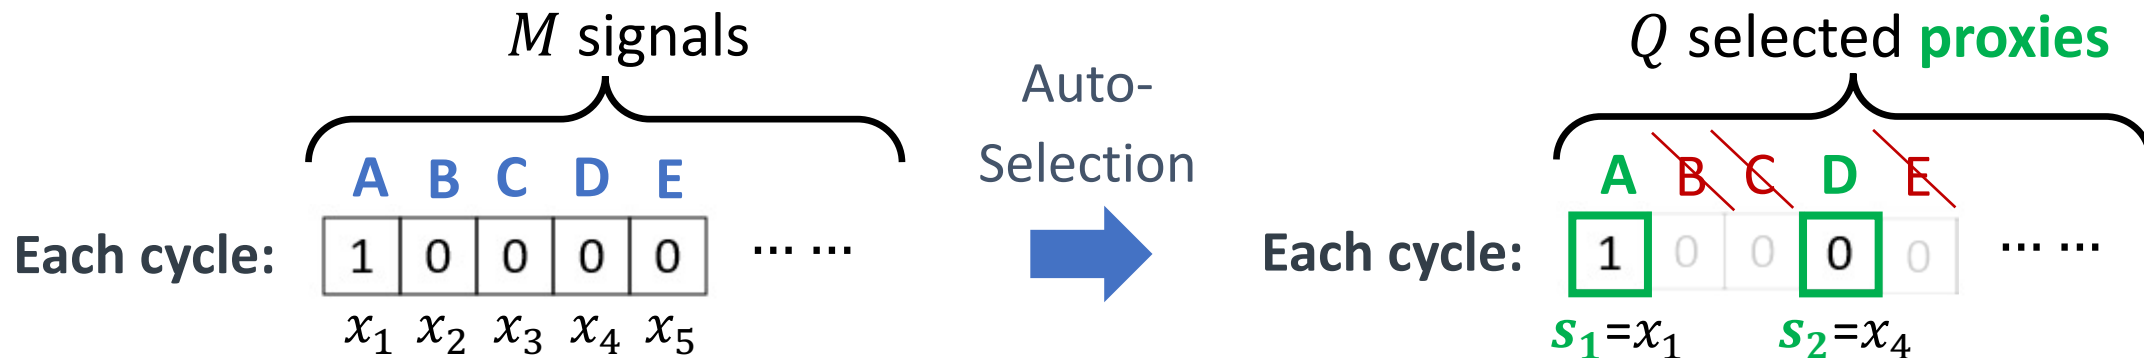 M signals
A B C D E
Each cycle: 1 0 0 0 0 ... ...
x₁ x₂ x₃ x₄ x₅
Auto-
Selection
Q selected proxies
A B C D E
Each cycle: 1 0 0 0 0 ... ...
s₁=x₁ s₂=x₄